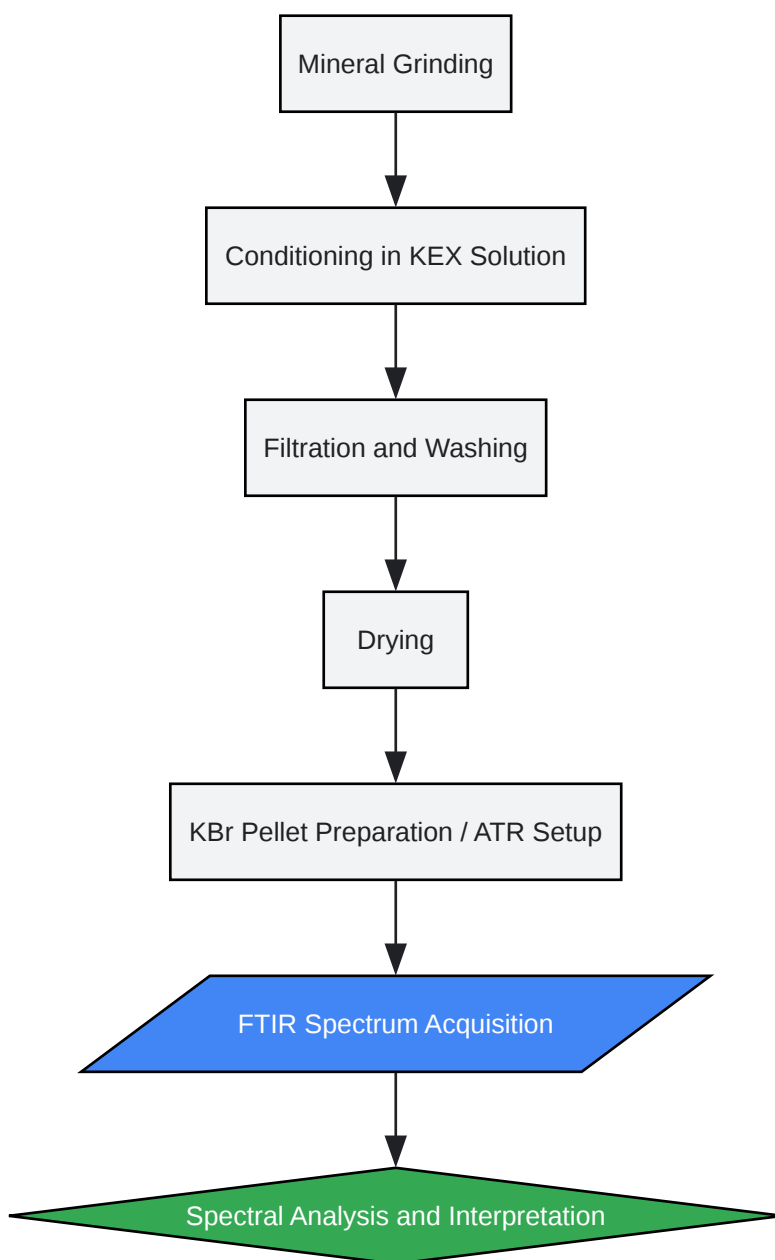 Mineral Grinding
Conditioning in KEX Solution
Filtration and Washing
Drying
KBr Pellet Preparation / ATR Setup
FTIR Spectrum Acquisition
Spectral Analysis and Interpretation